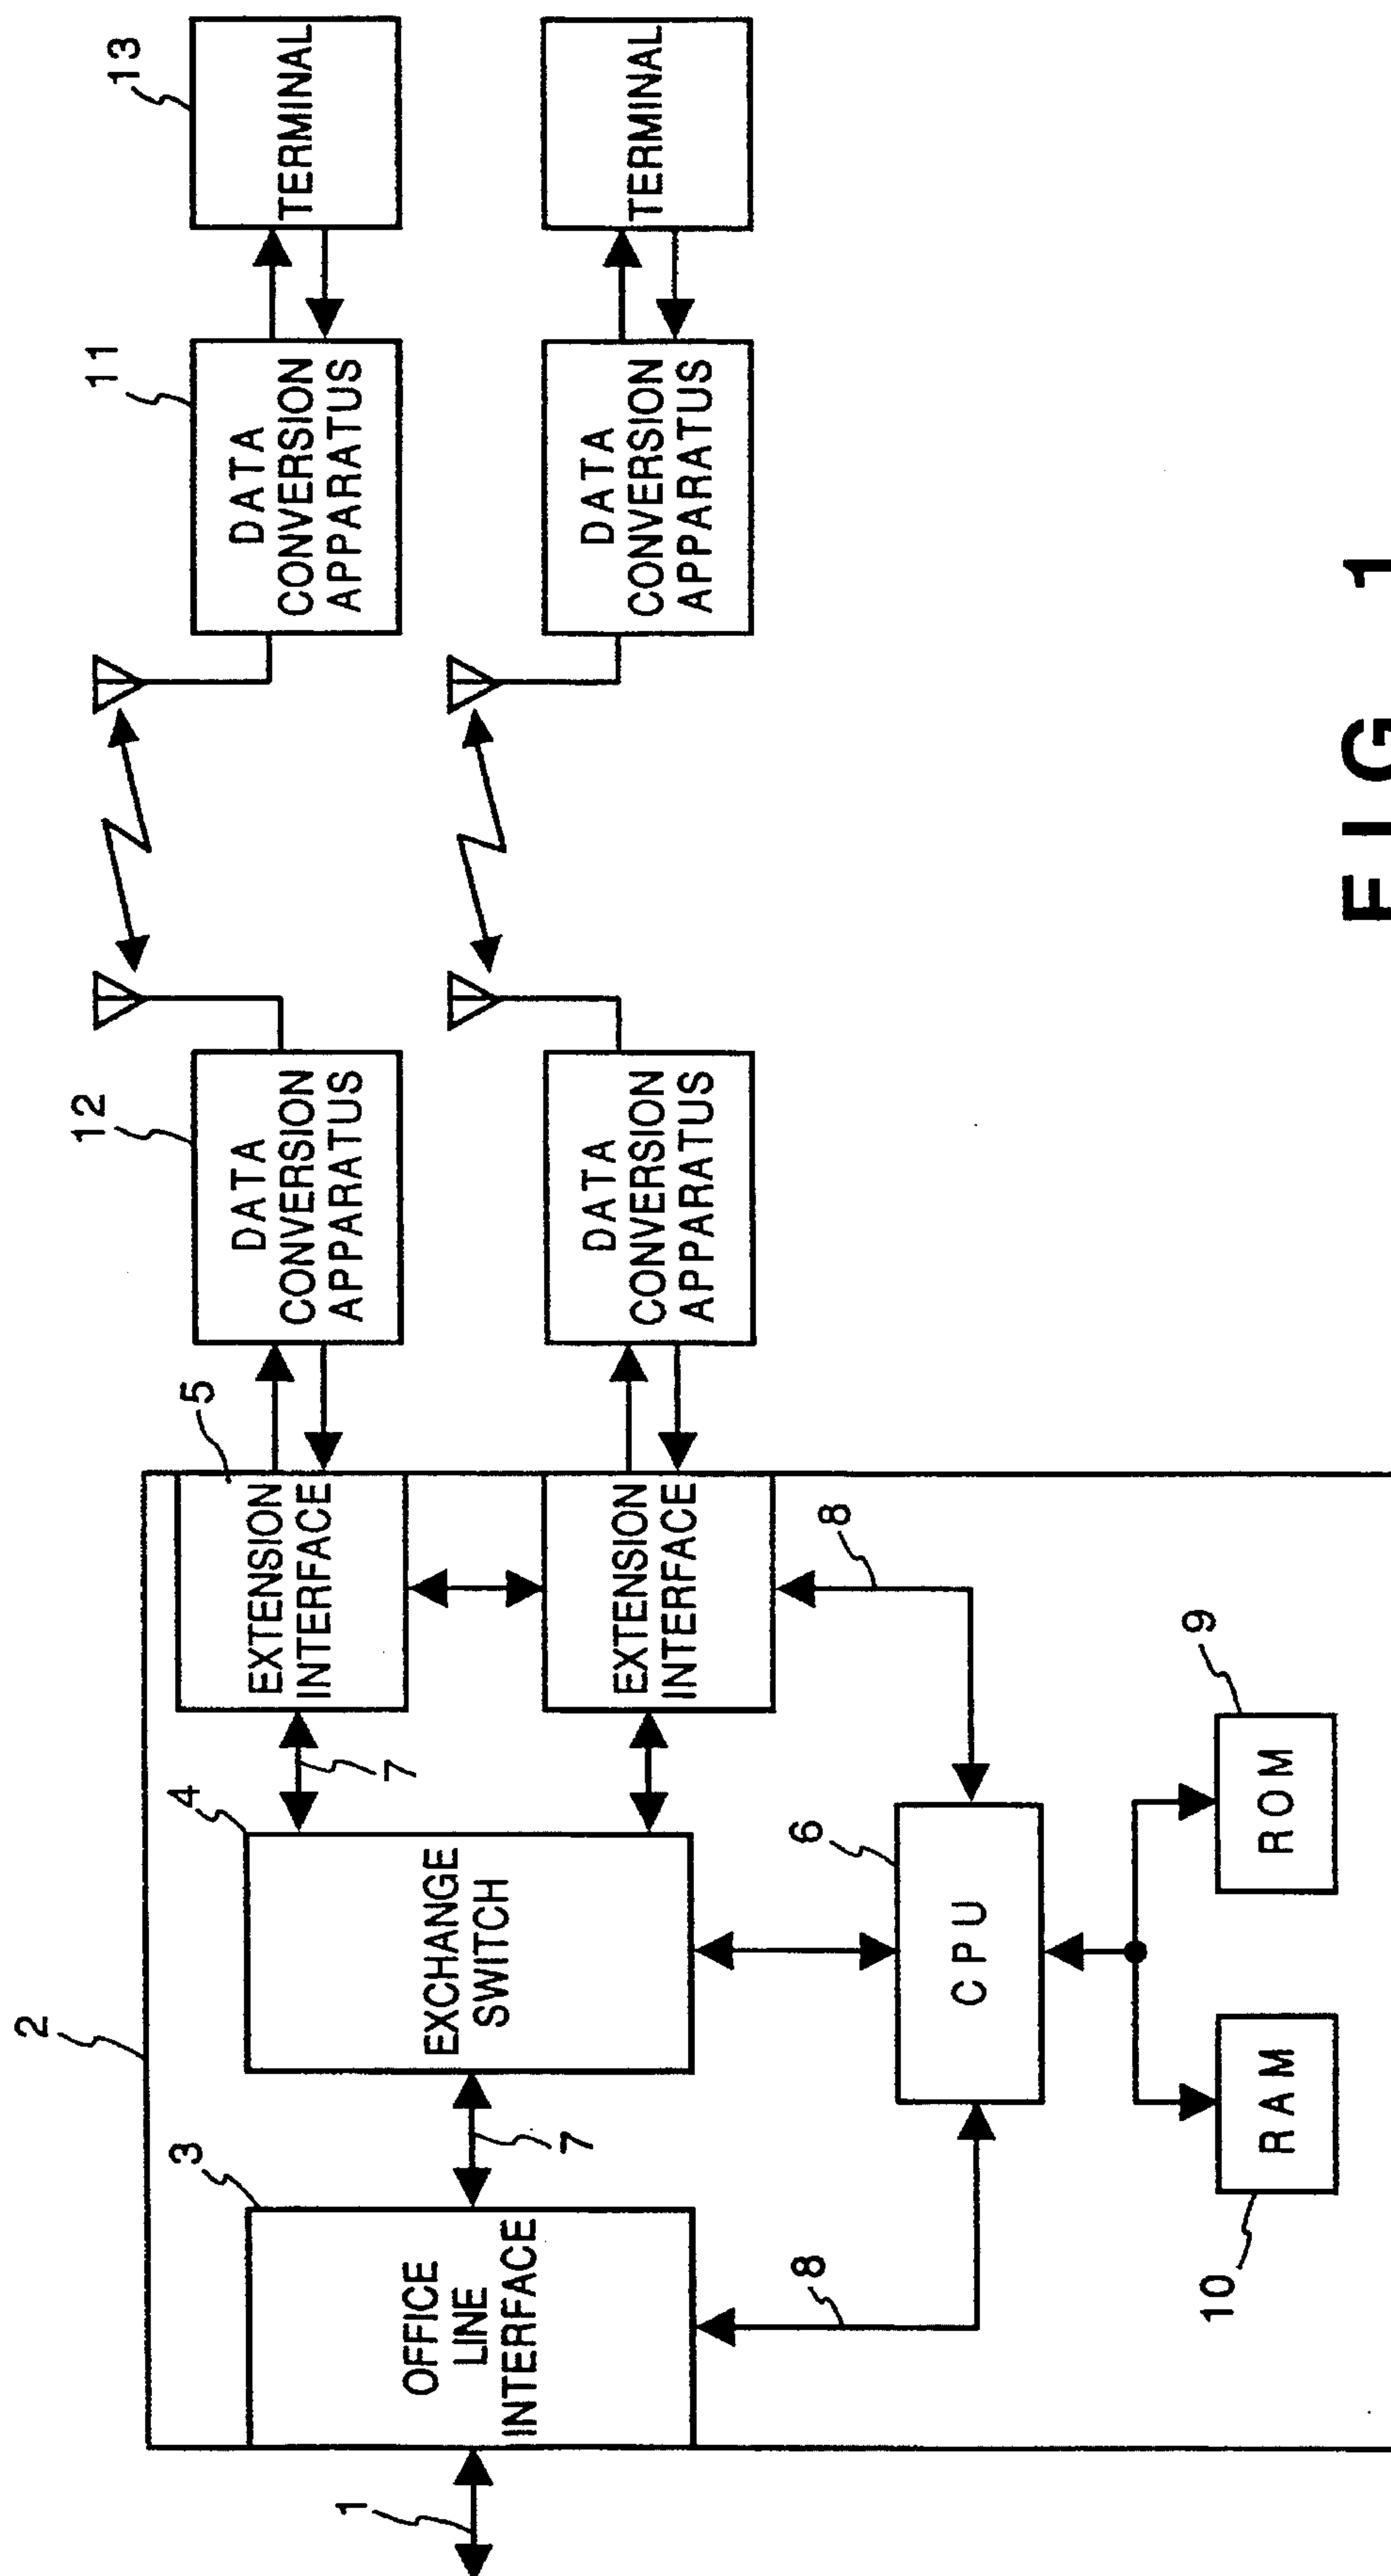 13
TERMINAL
TERMINAL
11
DATA
CONVERSION
APPARATUS
DATA
CONVERSION
APPARATUS
12
DATA
CONVERSION
APPARATUS
DATA
CONVERSION
APPARATUS
5
EXTENSION
INTERFACE
EXTENSION
INTERFACE
8
7
4
EXCHANGE
SWITCH
6
CPU
9
ROM
2
3
7
OFFICE
LINE
INTERFACE
8
RAM
10
1
FIG. 1